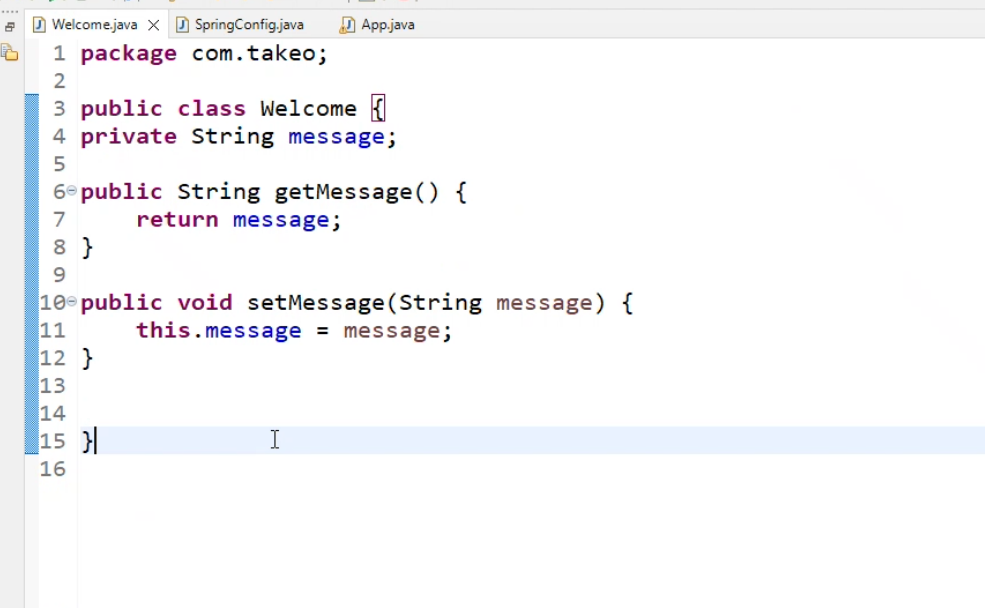 Welcome.java SpringConfig.java App.java
1 package com.takeo;
2
3 public class Welcome {
4 private String message;
5
6 public String getMessage() {
7 return message;
8 }
9
10 public void setMessage(String message) {
11 this.message = message;
12 }
13
14
15 }
16